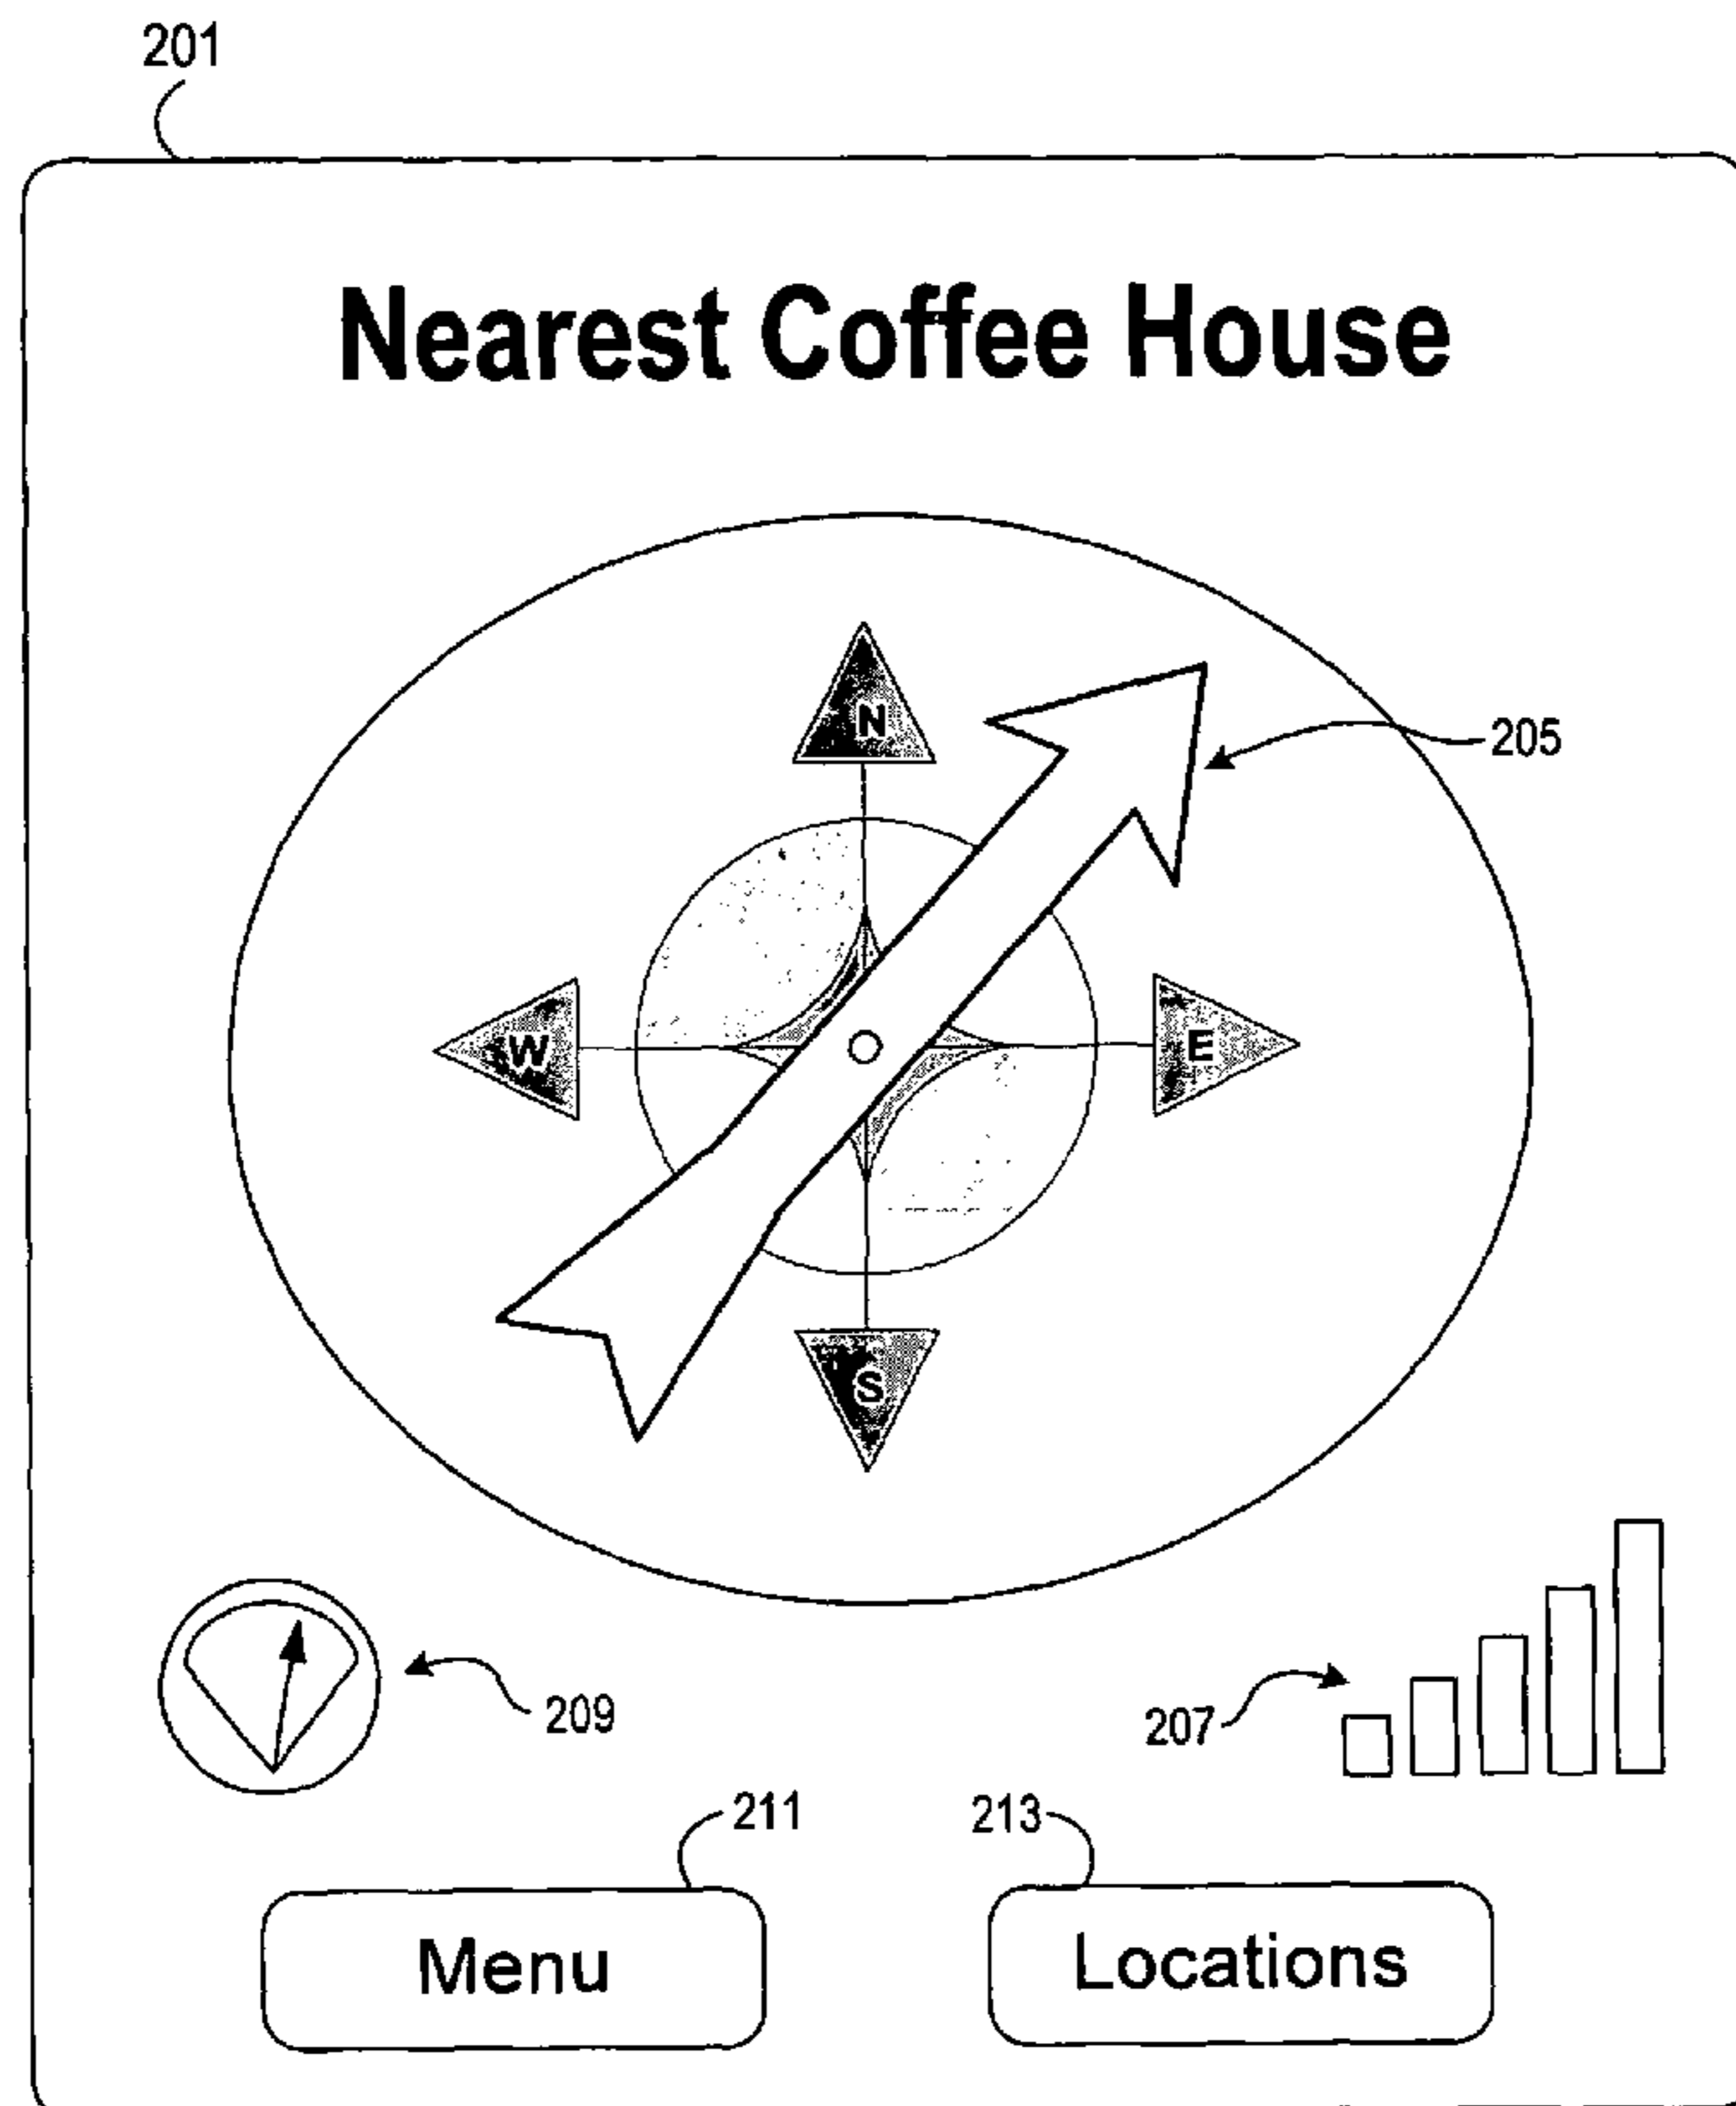 201
Nearest Coffee House
N
205
W
E
S
209
207
211
213
Menu
Locations